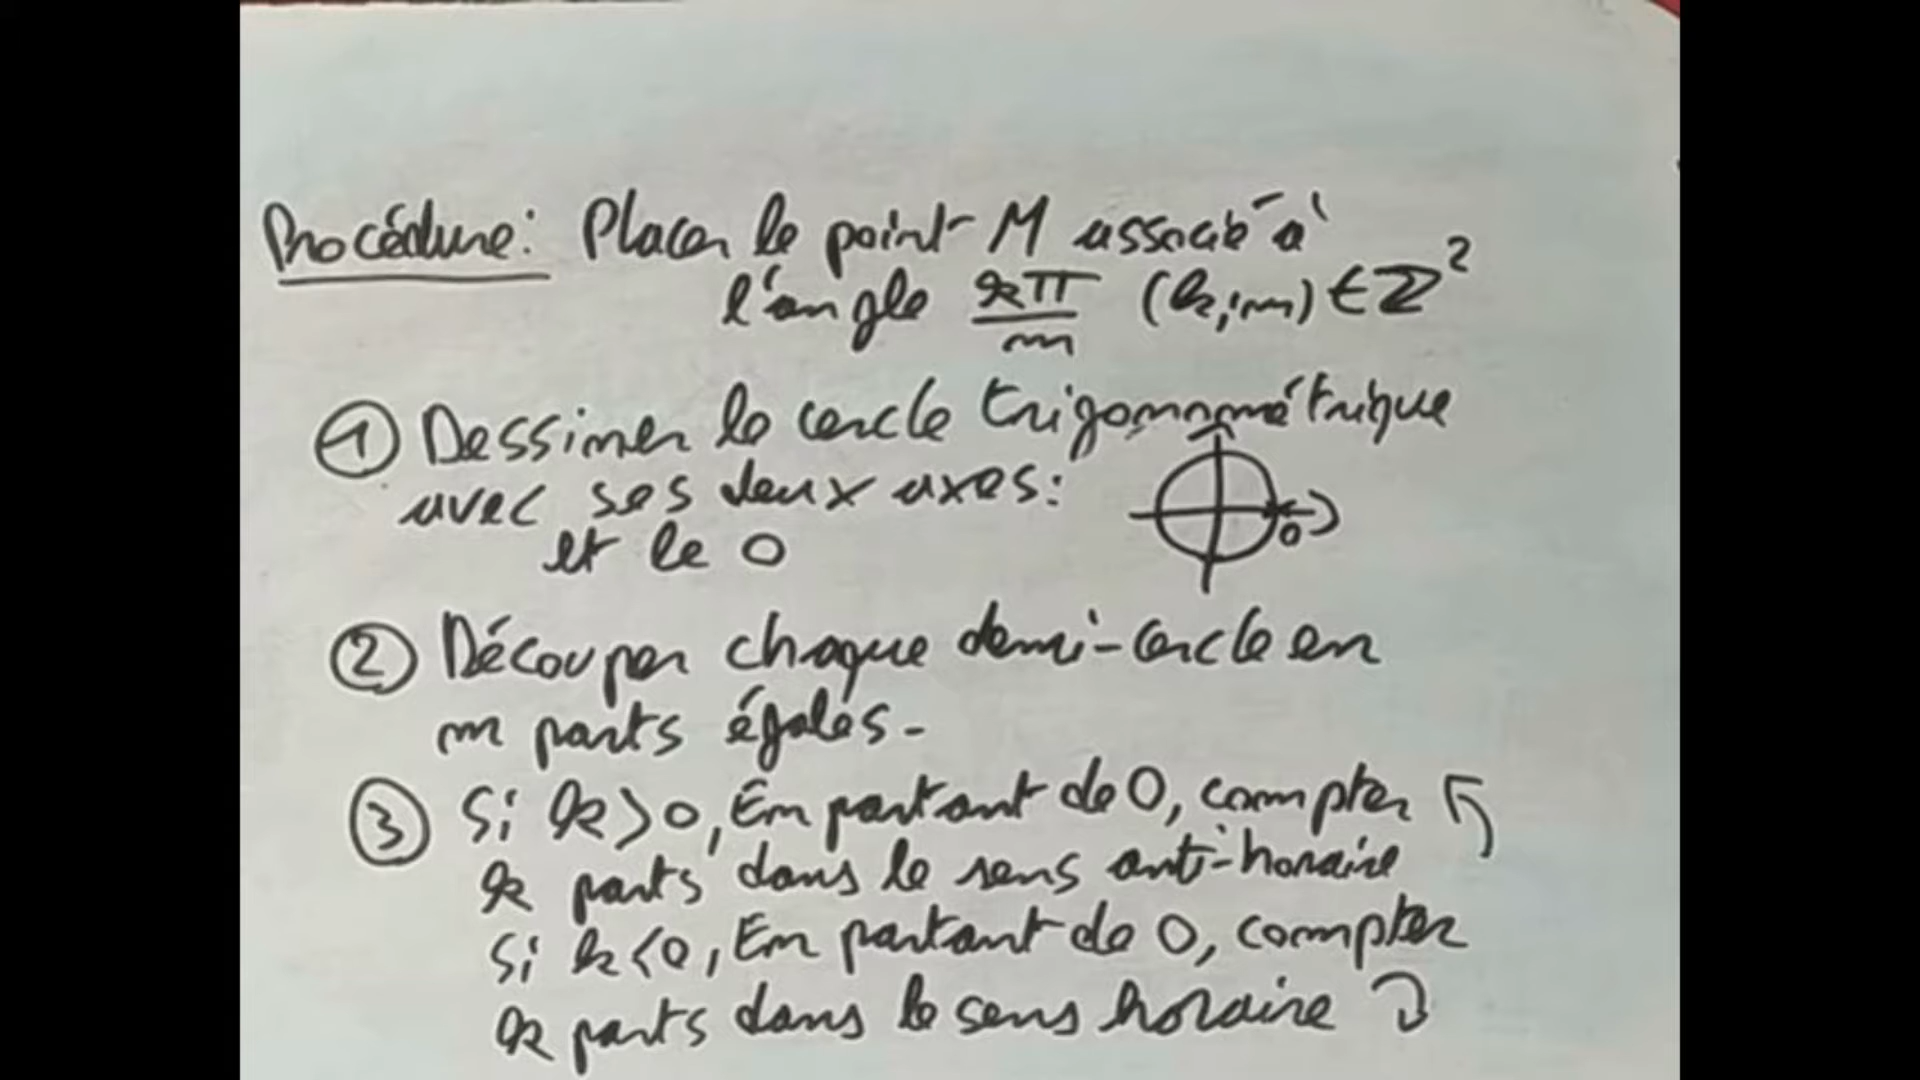 Procédure: Placer le point M associé à
l'angle kπ/n (k,n) ∈ ℤ²
① Dessiner le cercle trigonométrique
avec ses deux axes:
et le 0
0
② Découper chaque demi-cercle en
n parts égales.
③ Si k>0, En partant de 0, compter
k parts dans le sens anti-horaire
Si k<0, En partant de 0, compter
k parts dans le sens horaire